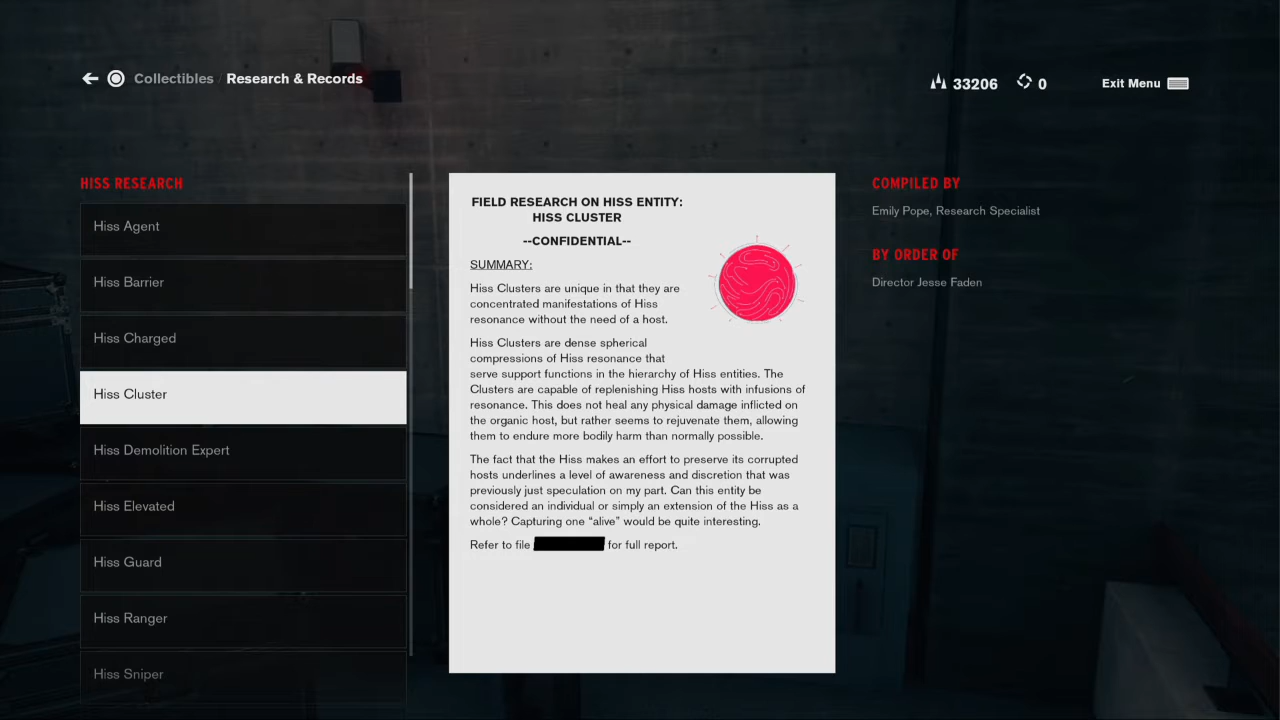 Collectibles / Research & Records
33206
0
Exit Menu
HISS RESEARCH
Hiss Agent
Hiss Barrier
Hiss Charged
Hiss Cluster
Hiss Demolition Expert
Hiss Elevated
Hiss Guard
Hiss Ranger
Hiss Sniper
FIELD RESEARCH ON HISS ENTITY:
HISS CLUSTER
--CONFIDENTIAL--
SUMMARY:
Hiss Clusters are unique in that they are
concentrated manifestations of Hiss
resonance without the need of a host.
Hiss Clusters are dense spherical
compressions of Hiss resonance that
serve support functions in the hierarchy of Hiss entities. The
Clusters are capable of replenishing Hiss hosts with infusions of
resonance. This does not heal any physical damage inflicted on
the organic host, but rather seems to rejuvenate them, allowing
them to endure more bodily harm than normally possible.
The fact that the Hiss makes an effort to preserve its corrupted
hosts underlines a level of awareness and discretion that was
previously just speculation on my part. Can this entity be
considered an individual or simply an extension of the Hiss as a
whole? Capturing one “alive” would be quite interesting.
Refer to file for full report.
COMPILED BY
Emily Pope, Research Specialist
BY ORDER OF
Director Jesse Faden